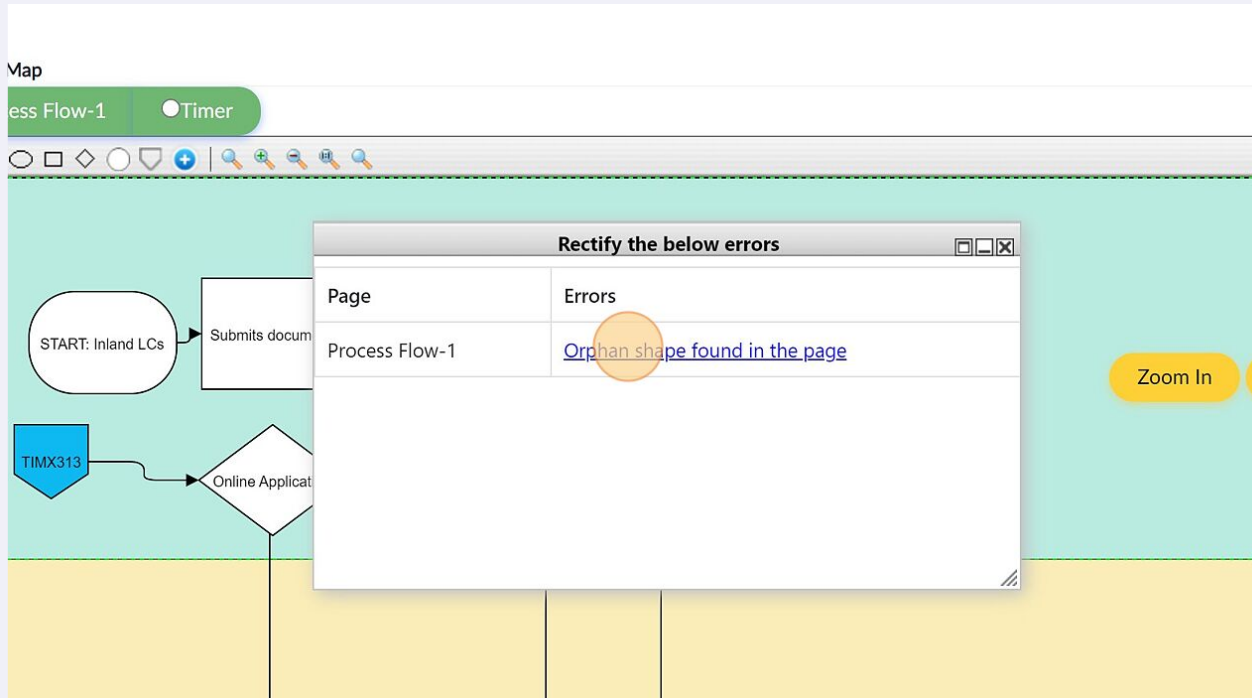 Map
ess Flow-1 Timer
Rectify the below errors
Page Errors
Process Flow-1 Orphan shape found in the page
START: Inland LCs
Submits docum
Zoom In
TIMX313
Online Applicat